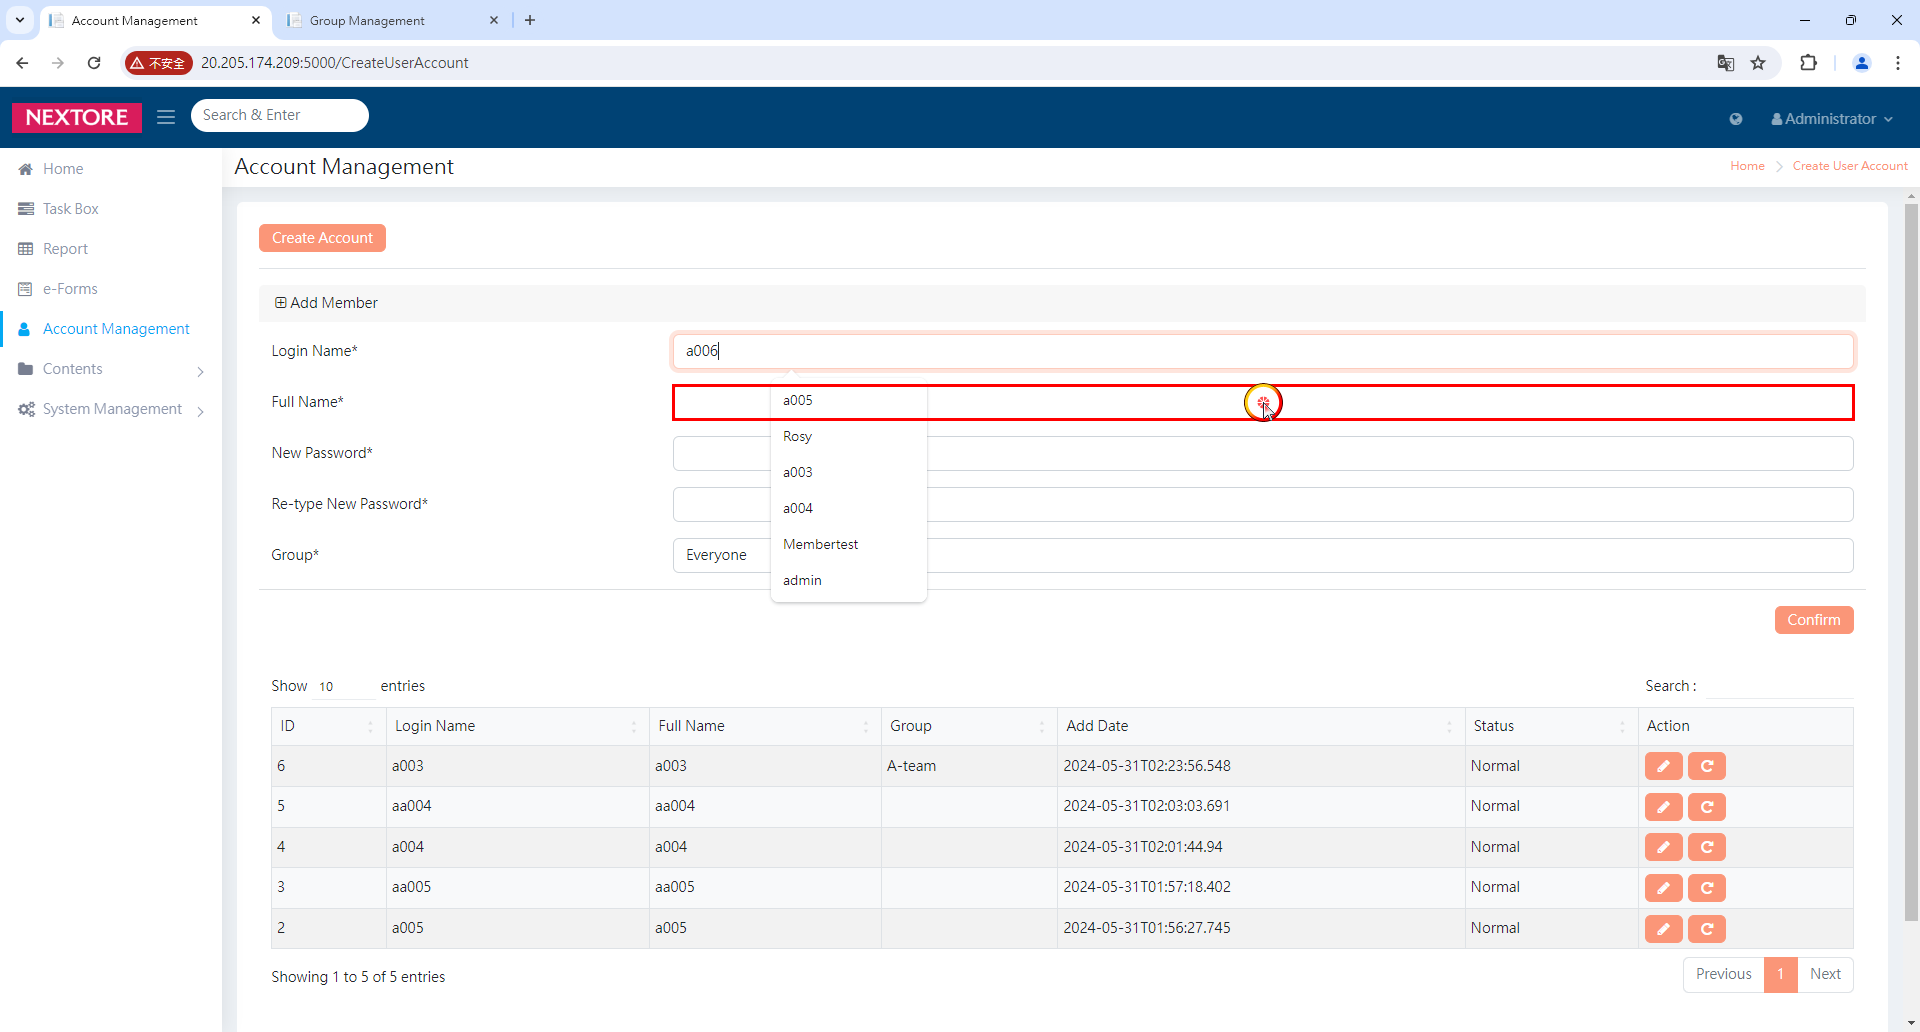 Account Management
Group Management
不安全
20.205.174.209:5000/CreateUserAccount
NEXTORE
Search & Enter
Administrator
Home
Task Box
Report
e-Forms
Account Management
Contents
System Management
Account Management
Home
Create User Account
Create Account
Add Member
Login Name*
a006
Full Name*
New Password*
Re-type New Password*
Group*
Everyone
a005
Rosy
a003
a004
Membertest
admin
Confirm
Show 10 entries
Search :
ID Login Name Full Name Group Add Date Status Action
6 a003 a003 A-team 2024-05-31T02:23:56.548 Normal
5 aa004 aa004 2024-05-31T02:03:03.691 Normal
4 a004 a004 2024-05-31T02:01:44.94 Normal
3 aa005 aa005 2024-05-31T01:57:18.402 Normal
2 a005 a005 2024-05-31T01:56:27.745 Normal
Showing 1 to 5 of 5 entries
Previous 1 Next